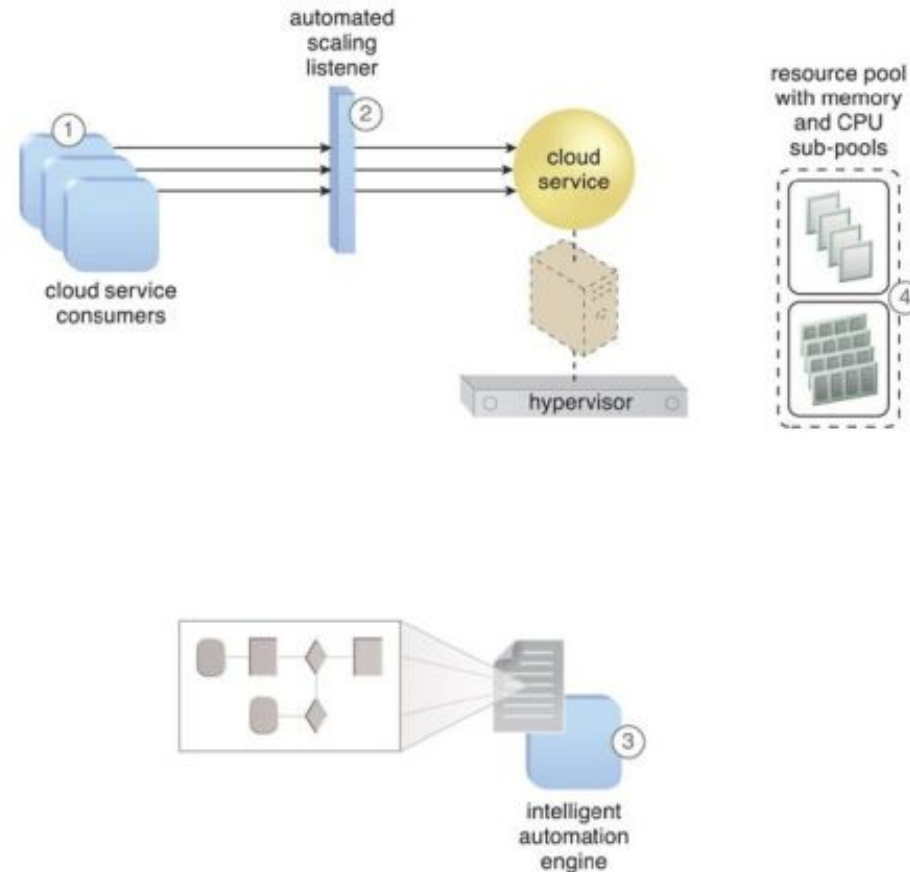 automated
scaling
listener
1
2
cloud service
consumers
cloud
service
hypervisor
resource pool
with memory
and CPU
sub-pools
4
3
intelligent
automation
engine